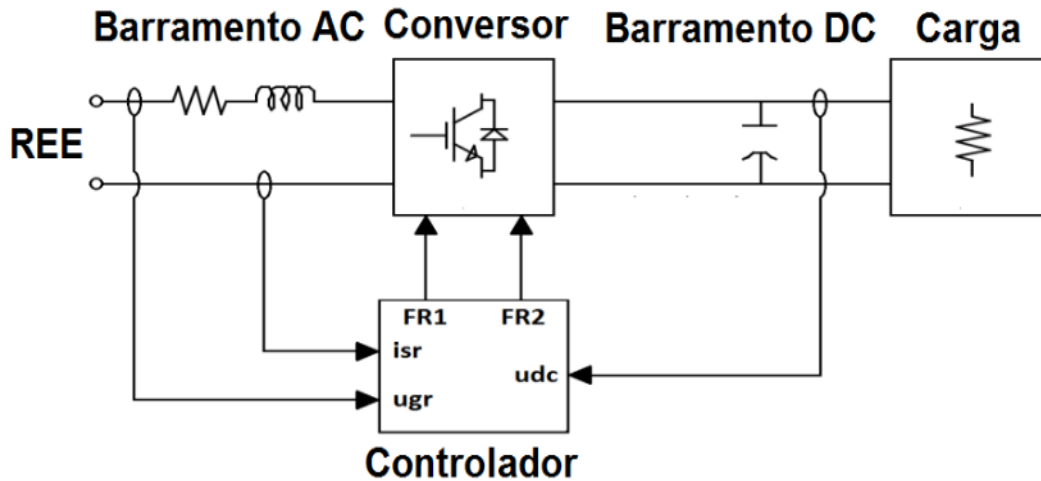 Barramento AC
Conversor
Barramento DC
Carga
REE
FR1
FR2
isr
udc
ugr
Controlador